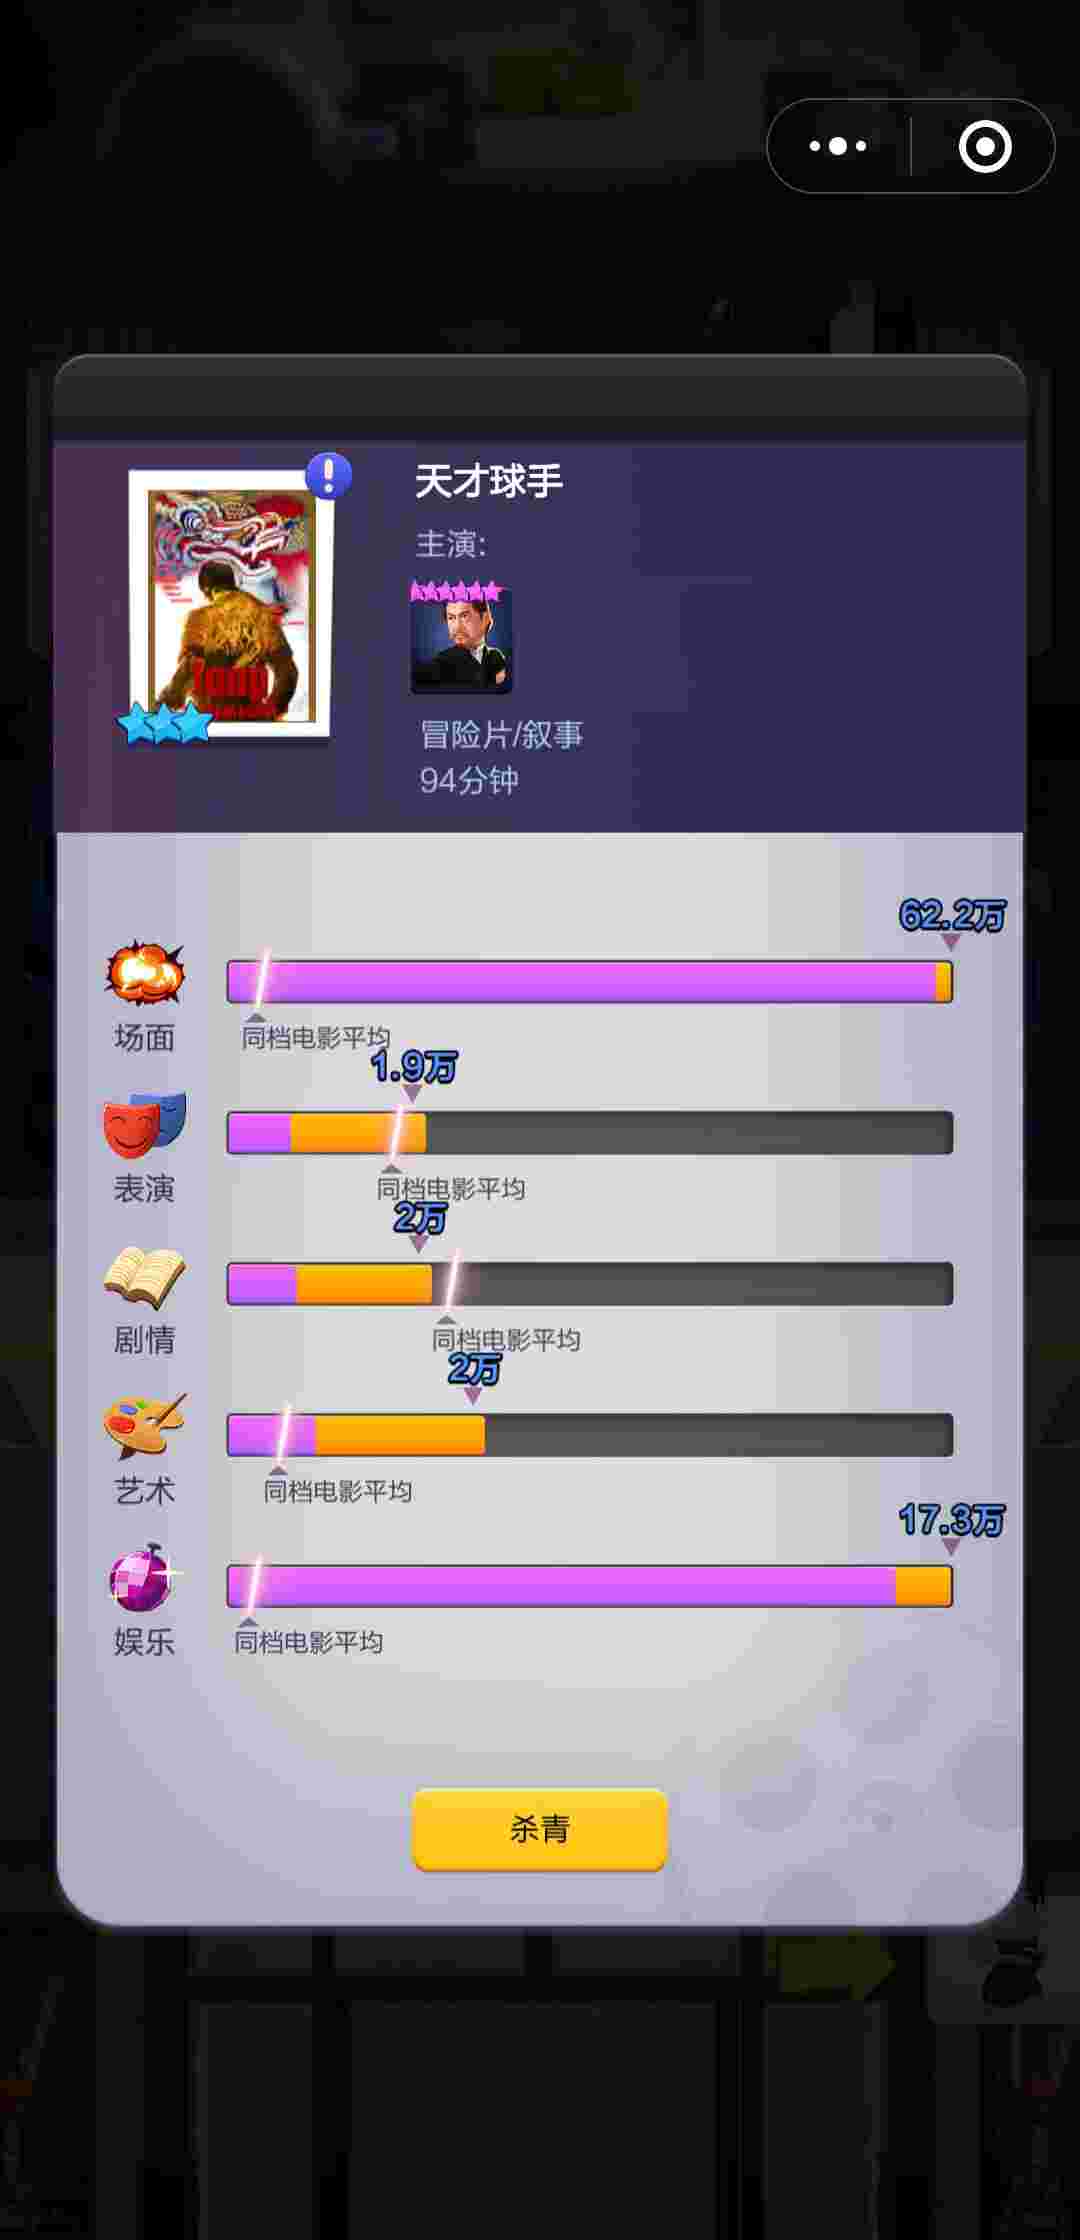 天才球手
主演:
冒险片/叙事
94分钟
62.2万
场面
同档电影平均
1.9万
表演
同档电影平均
2万
剧情
同档电影平均
2万
艺术
同档电影平均
17.3万
娱乐
同档电影平均
杀青